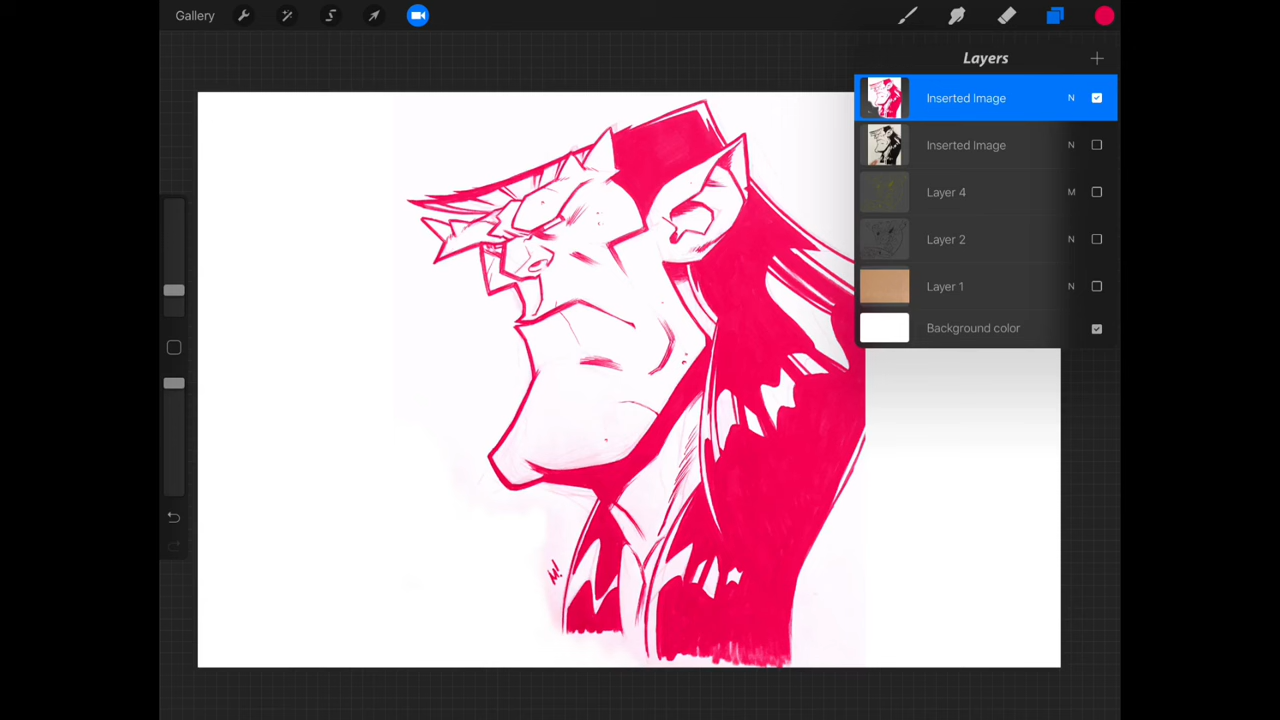 Gallery
Layers
Inserted Image N
Inserted Image N
Layer 4 M
Layer 2 N
Layer 1 N
Background color
M!